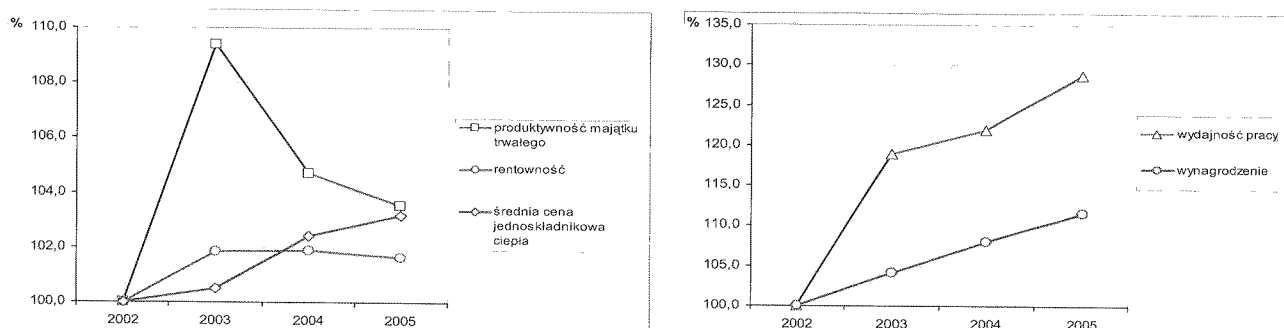 %
110,0
108,0
106,0
104,0
102,0
100,0
2002 2003 2004 2005
produktywność majątku
trwałego
rentowność
średnia cena
jednoskładnikowa
ciepła
%
135,0
130,0
125,0
120,0
115,0
110,0
105,0
100,0
2002 2003 2004 2005
wydajność pracy
wynagrodzenie